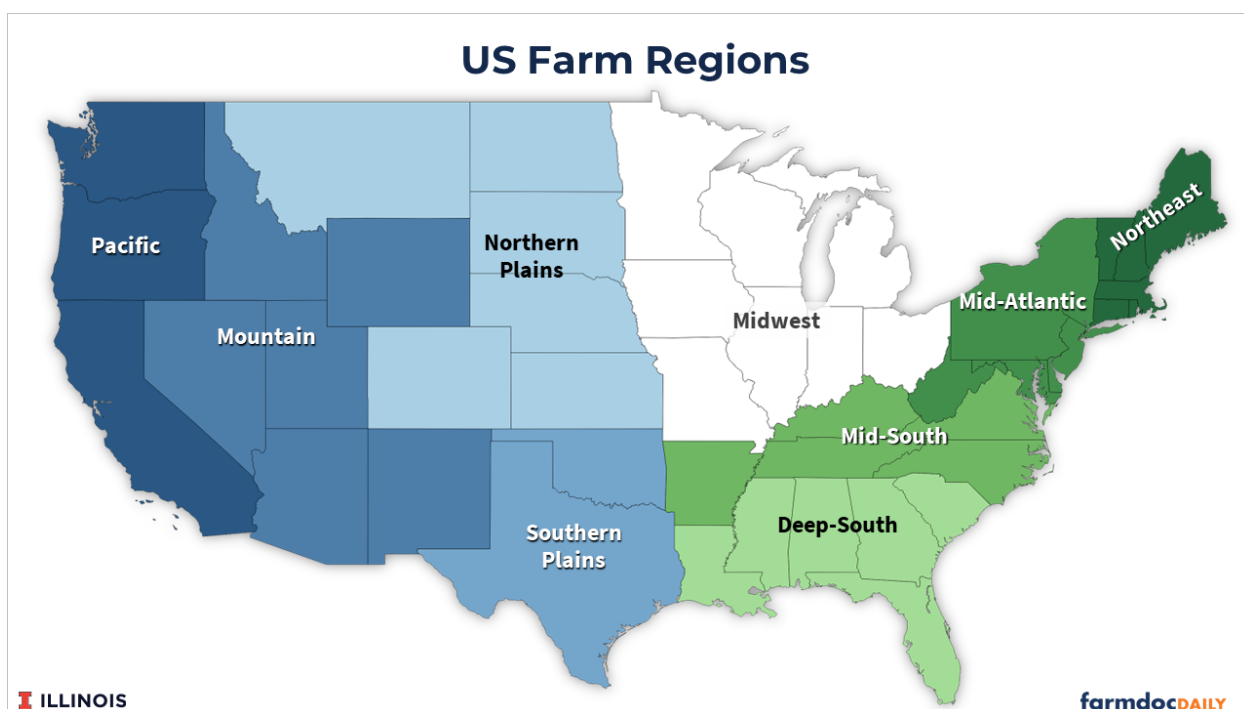 US Farm Regions
Northeast
Pacific
Northern
Plains
Mid-Atlantic
Midwest
Mountain
Mid-South
Deep-South
Southern
Plains
ILLINOIS
farmdocDAILY